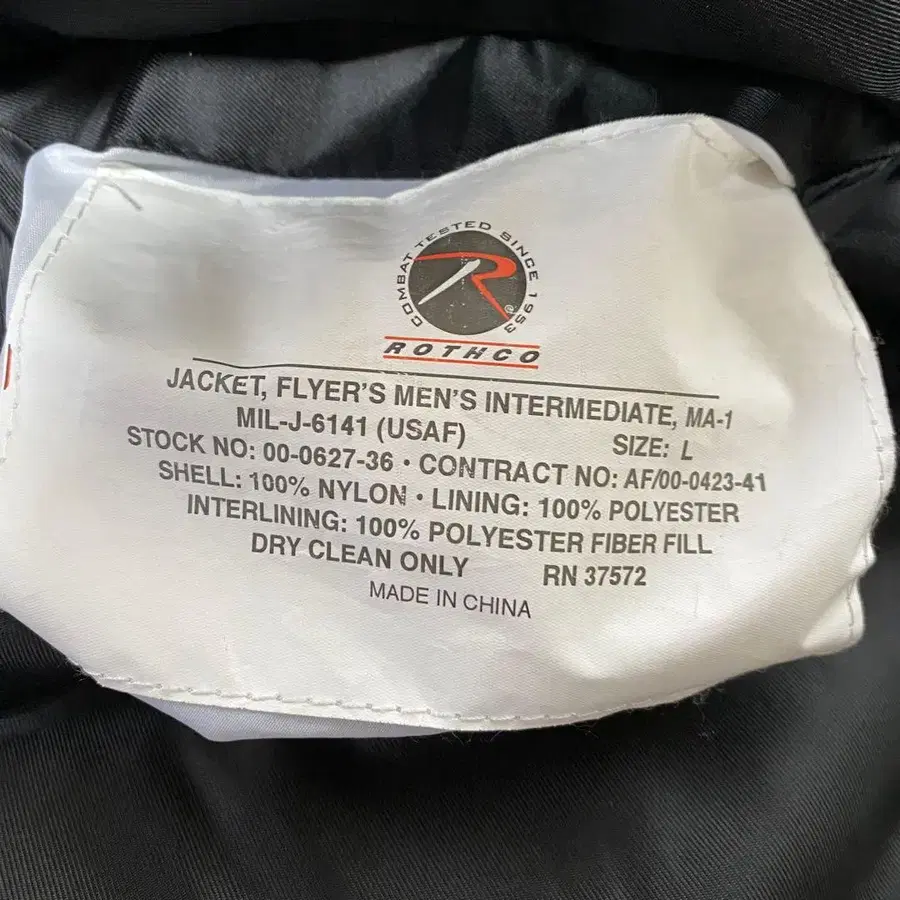 COMBAT TESTED SINCE 1953
R ®
ROTHCO
JACKET, FLYER'S MEN'S INTERMEDIATE, MA-1
MIL-J-6141 (USAF) SIZE: L
STOCK NO: 00-0627-36 · CONTRACT NO: AF/00-0423-41
SHELL: 100% NYLON · LINING: 100% POLYESTER
INTERLINING: 100% POLYESTER FIBER FILL
DRY CLEAN ONLY RN 37572
MADE IN CHINA